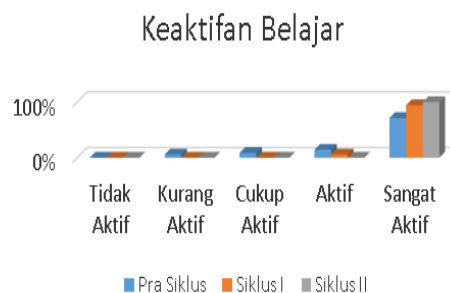 Keaktifan Belajar
100%
0%
Tidak Aktif
Kurang Aktif
Cukup Aktif
Aktif
Sangat Aktif
Pra Siklus
Siklus I
Siklus II